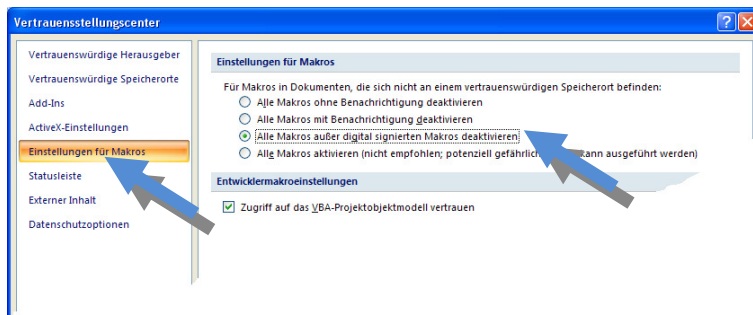 Vertrauensstellungscenter
Vertrauenswürdige Herausgeber
Vertrauenswürdige Speicherorte
Add-Ins
ActiveX-Einstellungen
Einstellungen für Makros
Statusleiste
Externer Inhalt
Datenschutzoptionen
Einstellungen für Makros
Für Makros in Dokumenten, die sich nicht an einem vertrauenswürdigen Speicherort befinden:
Alle Makros ohne Benachrichtigung deaktivieren
Alle Makros mit Benachrichtigung deaktivieren
Alle Makros außer digital signierten Makros deaktivieren
Alle Makros aktivieren (nicht empfohlen; potenziell kann ausgeführt werden)
Entwicklermakroeinstellungen
Zugriff auf das VBA-Projektobjektmodell vertrauen